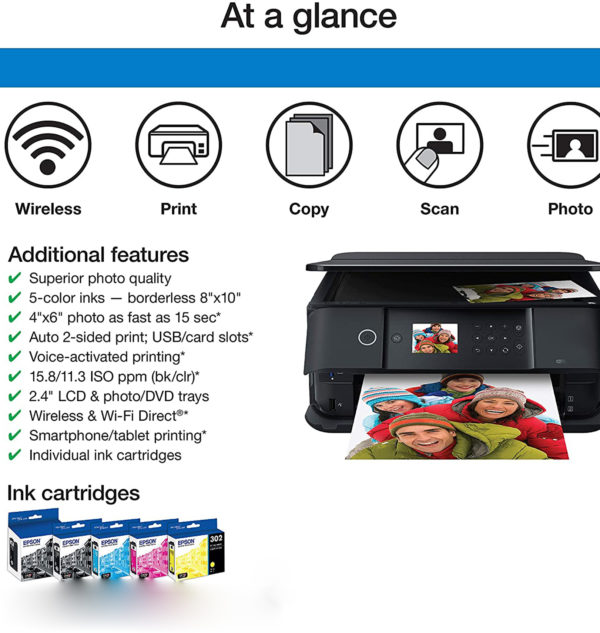 At a glance
Wireless
Print
Copy
Scan
Photo
Additional features
✔ Superior photo quality
✔ 5-color inks — borderless 8"x10"
✔ 4"x6" photo as fast as 15 sec*
✔ Auto 2-sided print; USB/card slots*
✔ Voice-activated printing*
✔ 15.8/11.3 ISO ppm (bk/clr)*
✔ 2.4" LCD & photo/DVD trays
✔ Wireless & Wi-Fi Direct®*
✔ Smartphone/tablet printing*
✔ Individual ink cartridges
Ink cartridges
EPSON
EPSON
EPSON
EPSON
EPSON
302